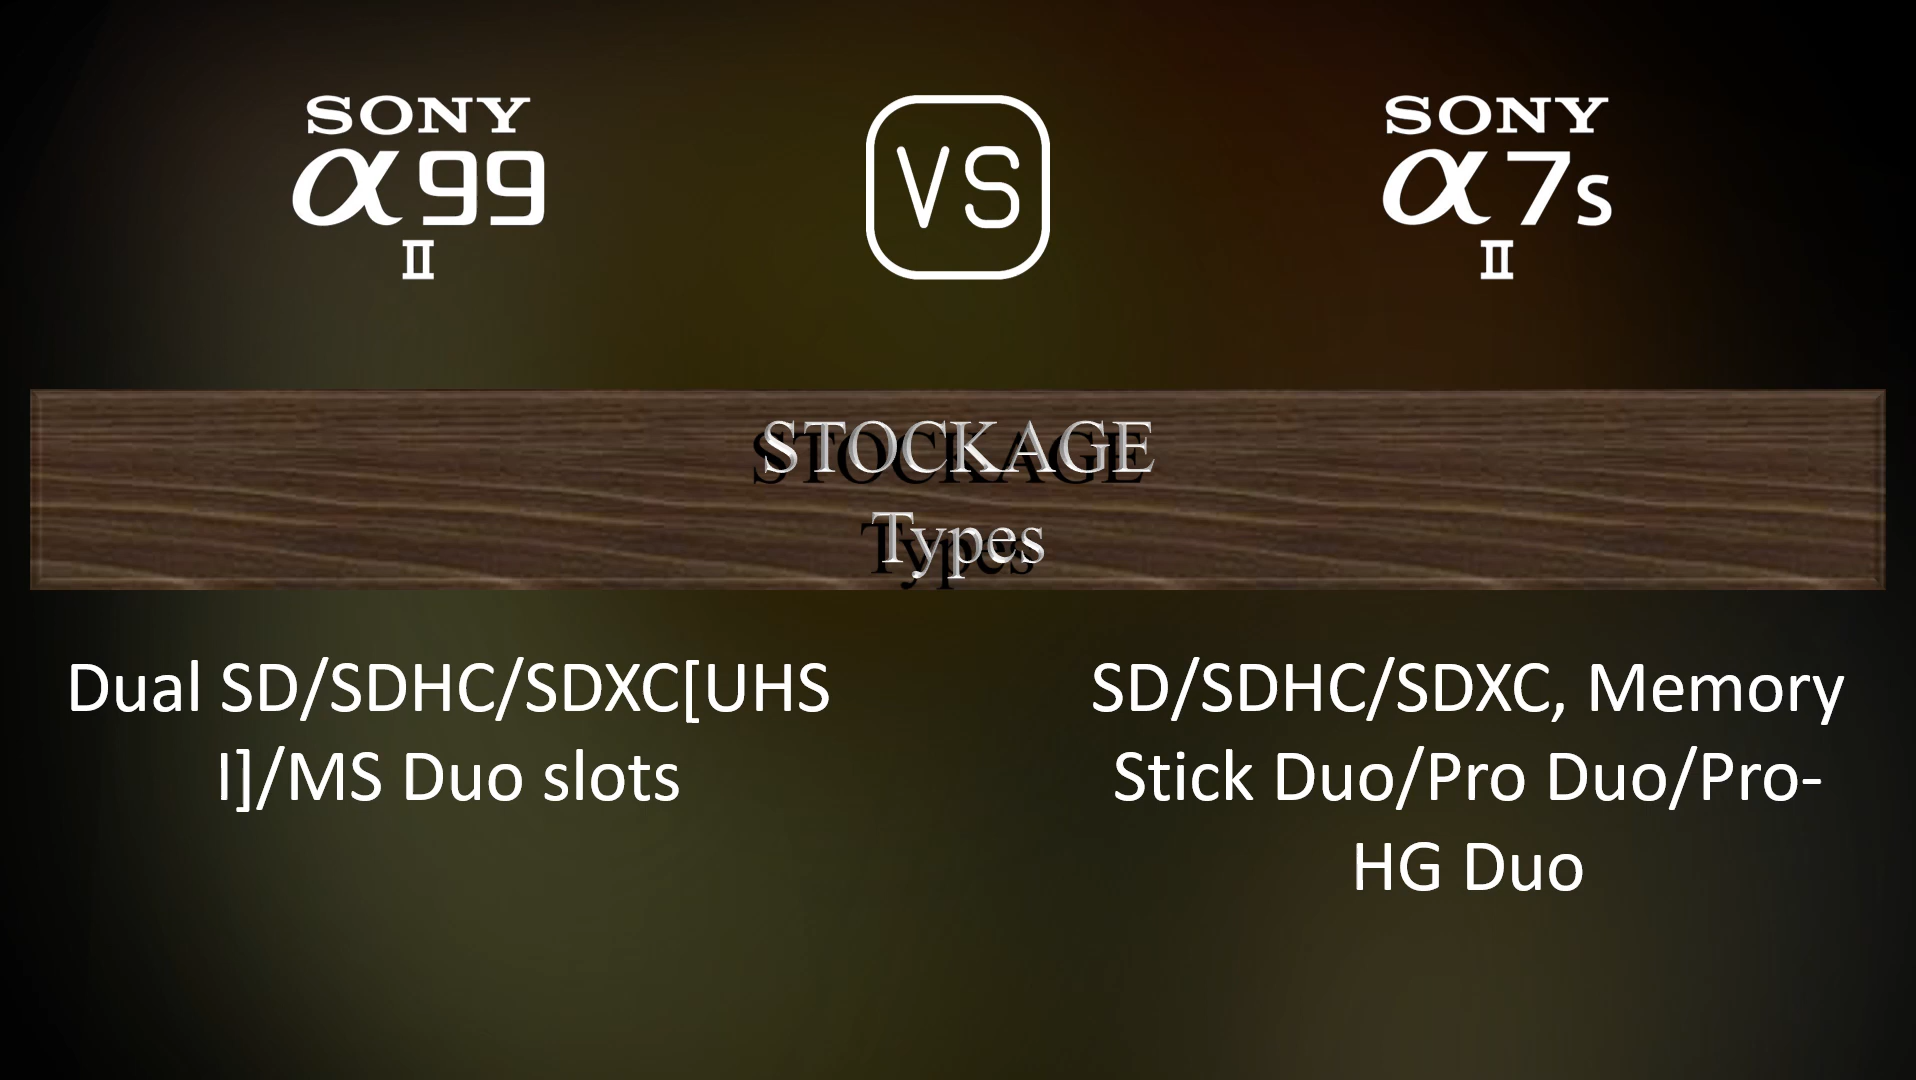 SONY
α99
II
VS
SONY
α7s
II
STOCKAGE
Types
Dual SD/SDHC/SDXC[UHS
I]/MS Duo slots
SD/SDHC/SDXC, Memory
Stick Duo/Pro Duo/Pro-
HG Duo